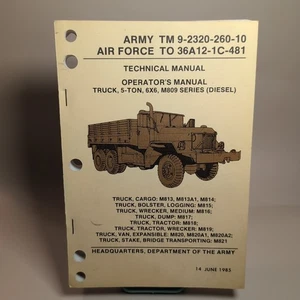 ARMY TM 9-2320-260-10
AIR FORCE TO 36A12-1C-481
TECHNICAL MANUAL
OPERATOR'S MANUAL
TRUCK, 5-TON, 6X6, M809 SERIES (DIESEL)
TRUCK, CARGO: M813, M813A1, M814;
TRUCK, BOLSTER, LOGGING: M815;
TRUCK, WRECKER, MEDIUM: M816;
TRUCK, DUMP: M817;
TRUCK, TRACTOR: M818;
TRUCK, TRACTOR, WRECKER: M819;
TRUCK, VAN, EXPANSIBLE: M820, M820A1, M820A2;
TRUCK, STAKE, BRIDGE TRANSPORTING: M821
HEADQUARTERS, DEPARTMENT OF THE ARMY
14 JUNE 1985